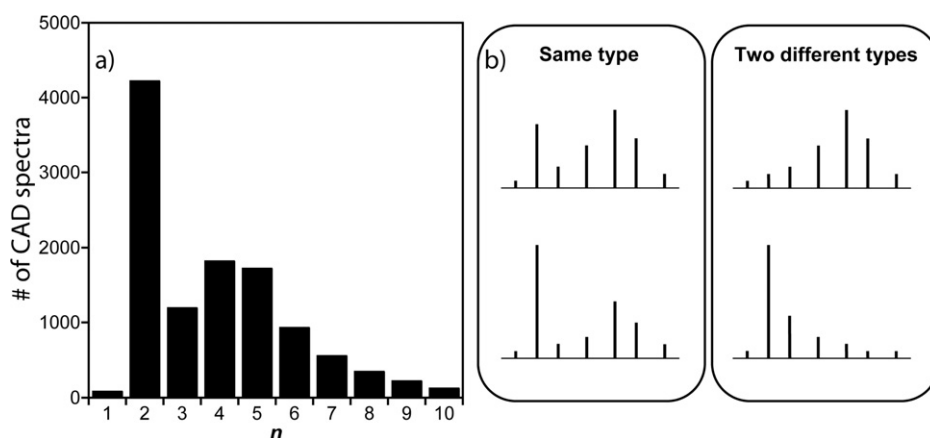 5000
a)
4000
3000
2000
1000
0
# of CAD spectra
1 2 3 4 5 6 7 8 9 10
n
b)
Same type
Two different types